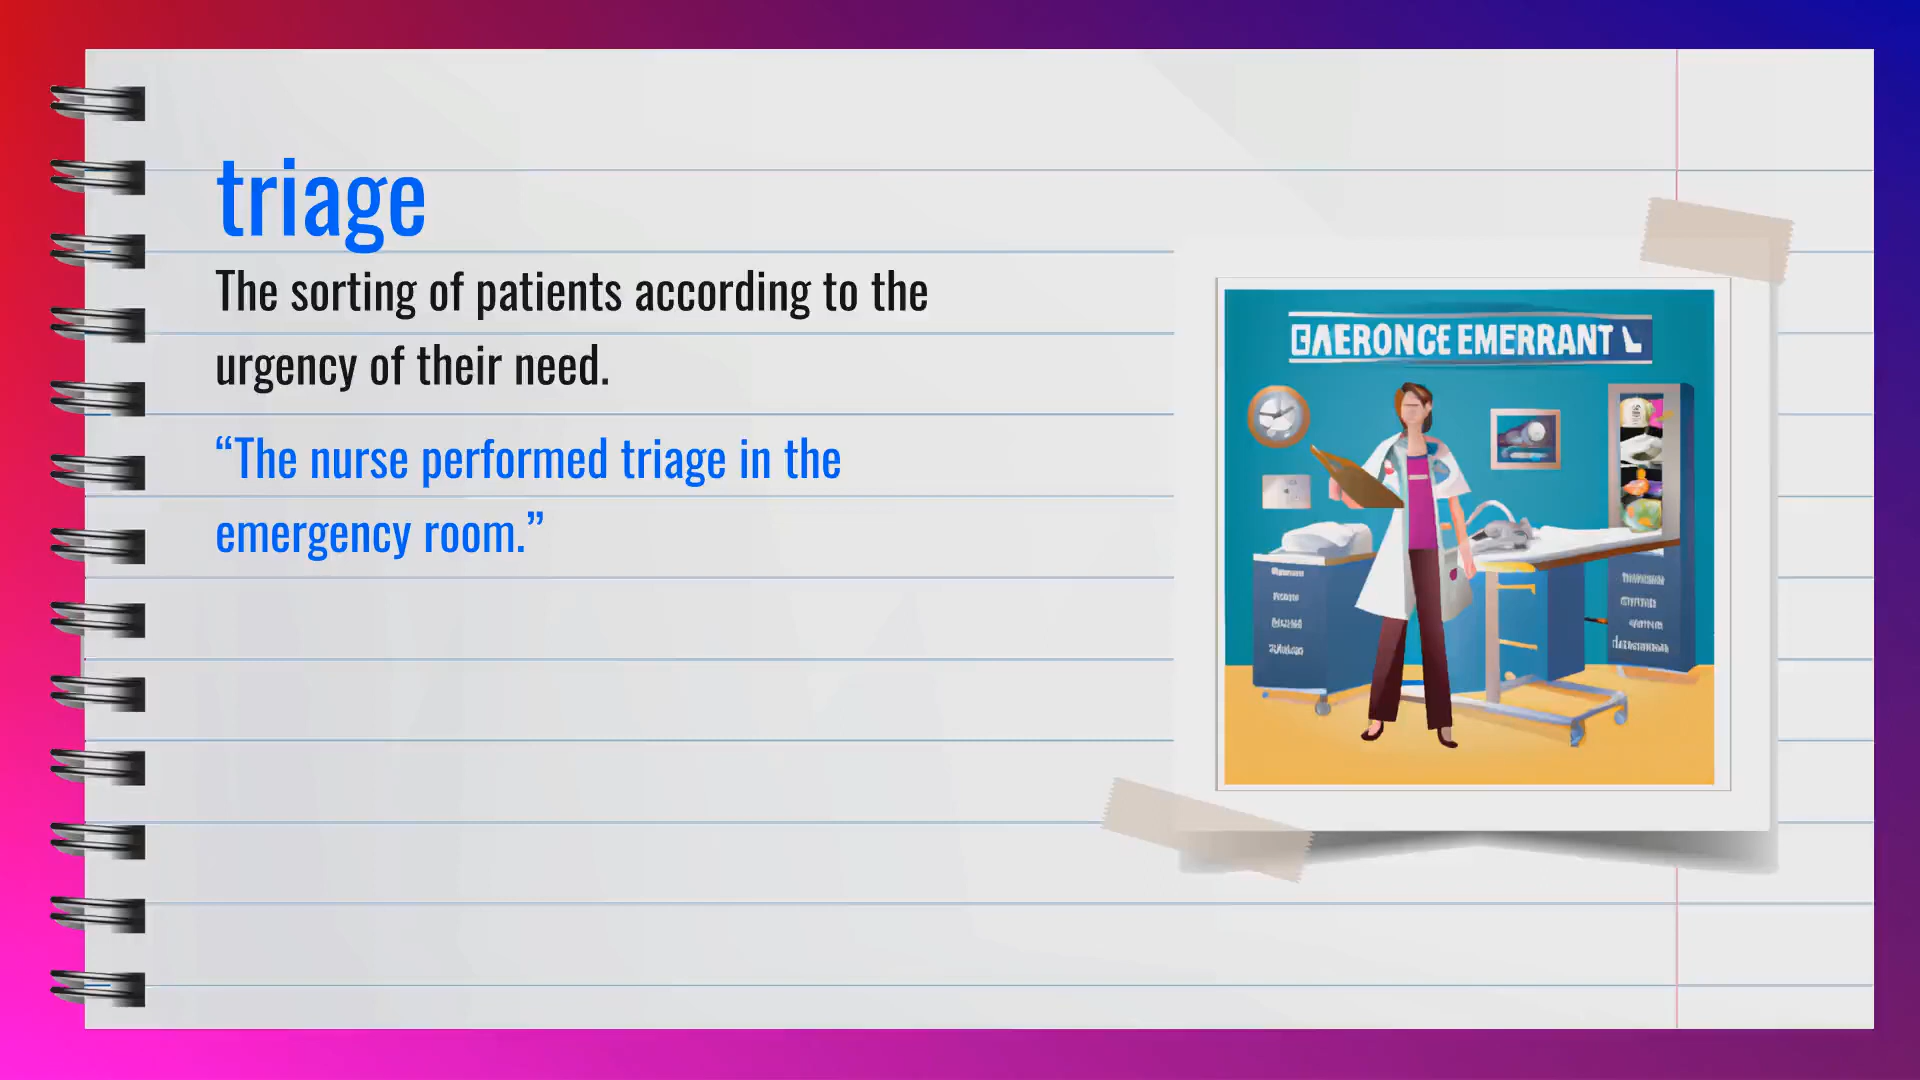 triage
The sorting of patients according to the
urgency of their need.
“The nurse performed triage in the
emergency room.”
EMERRANT